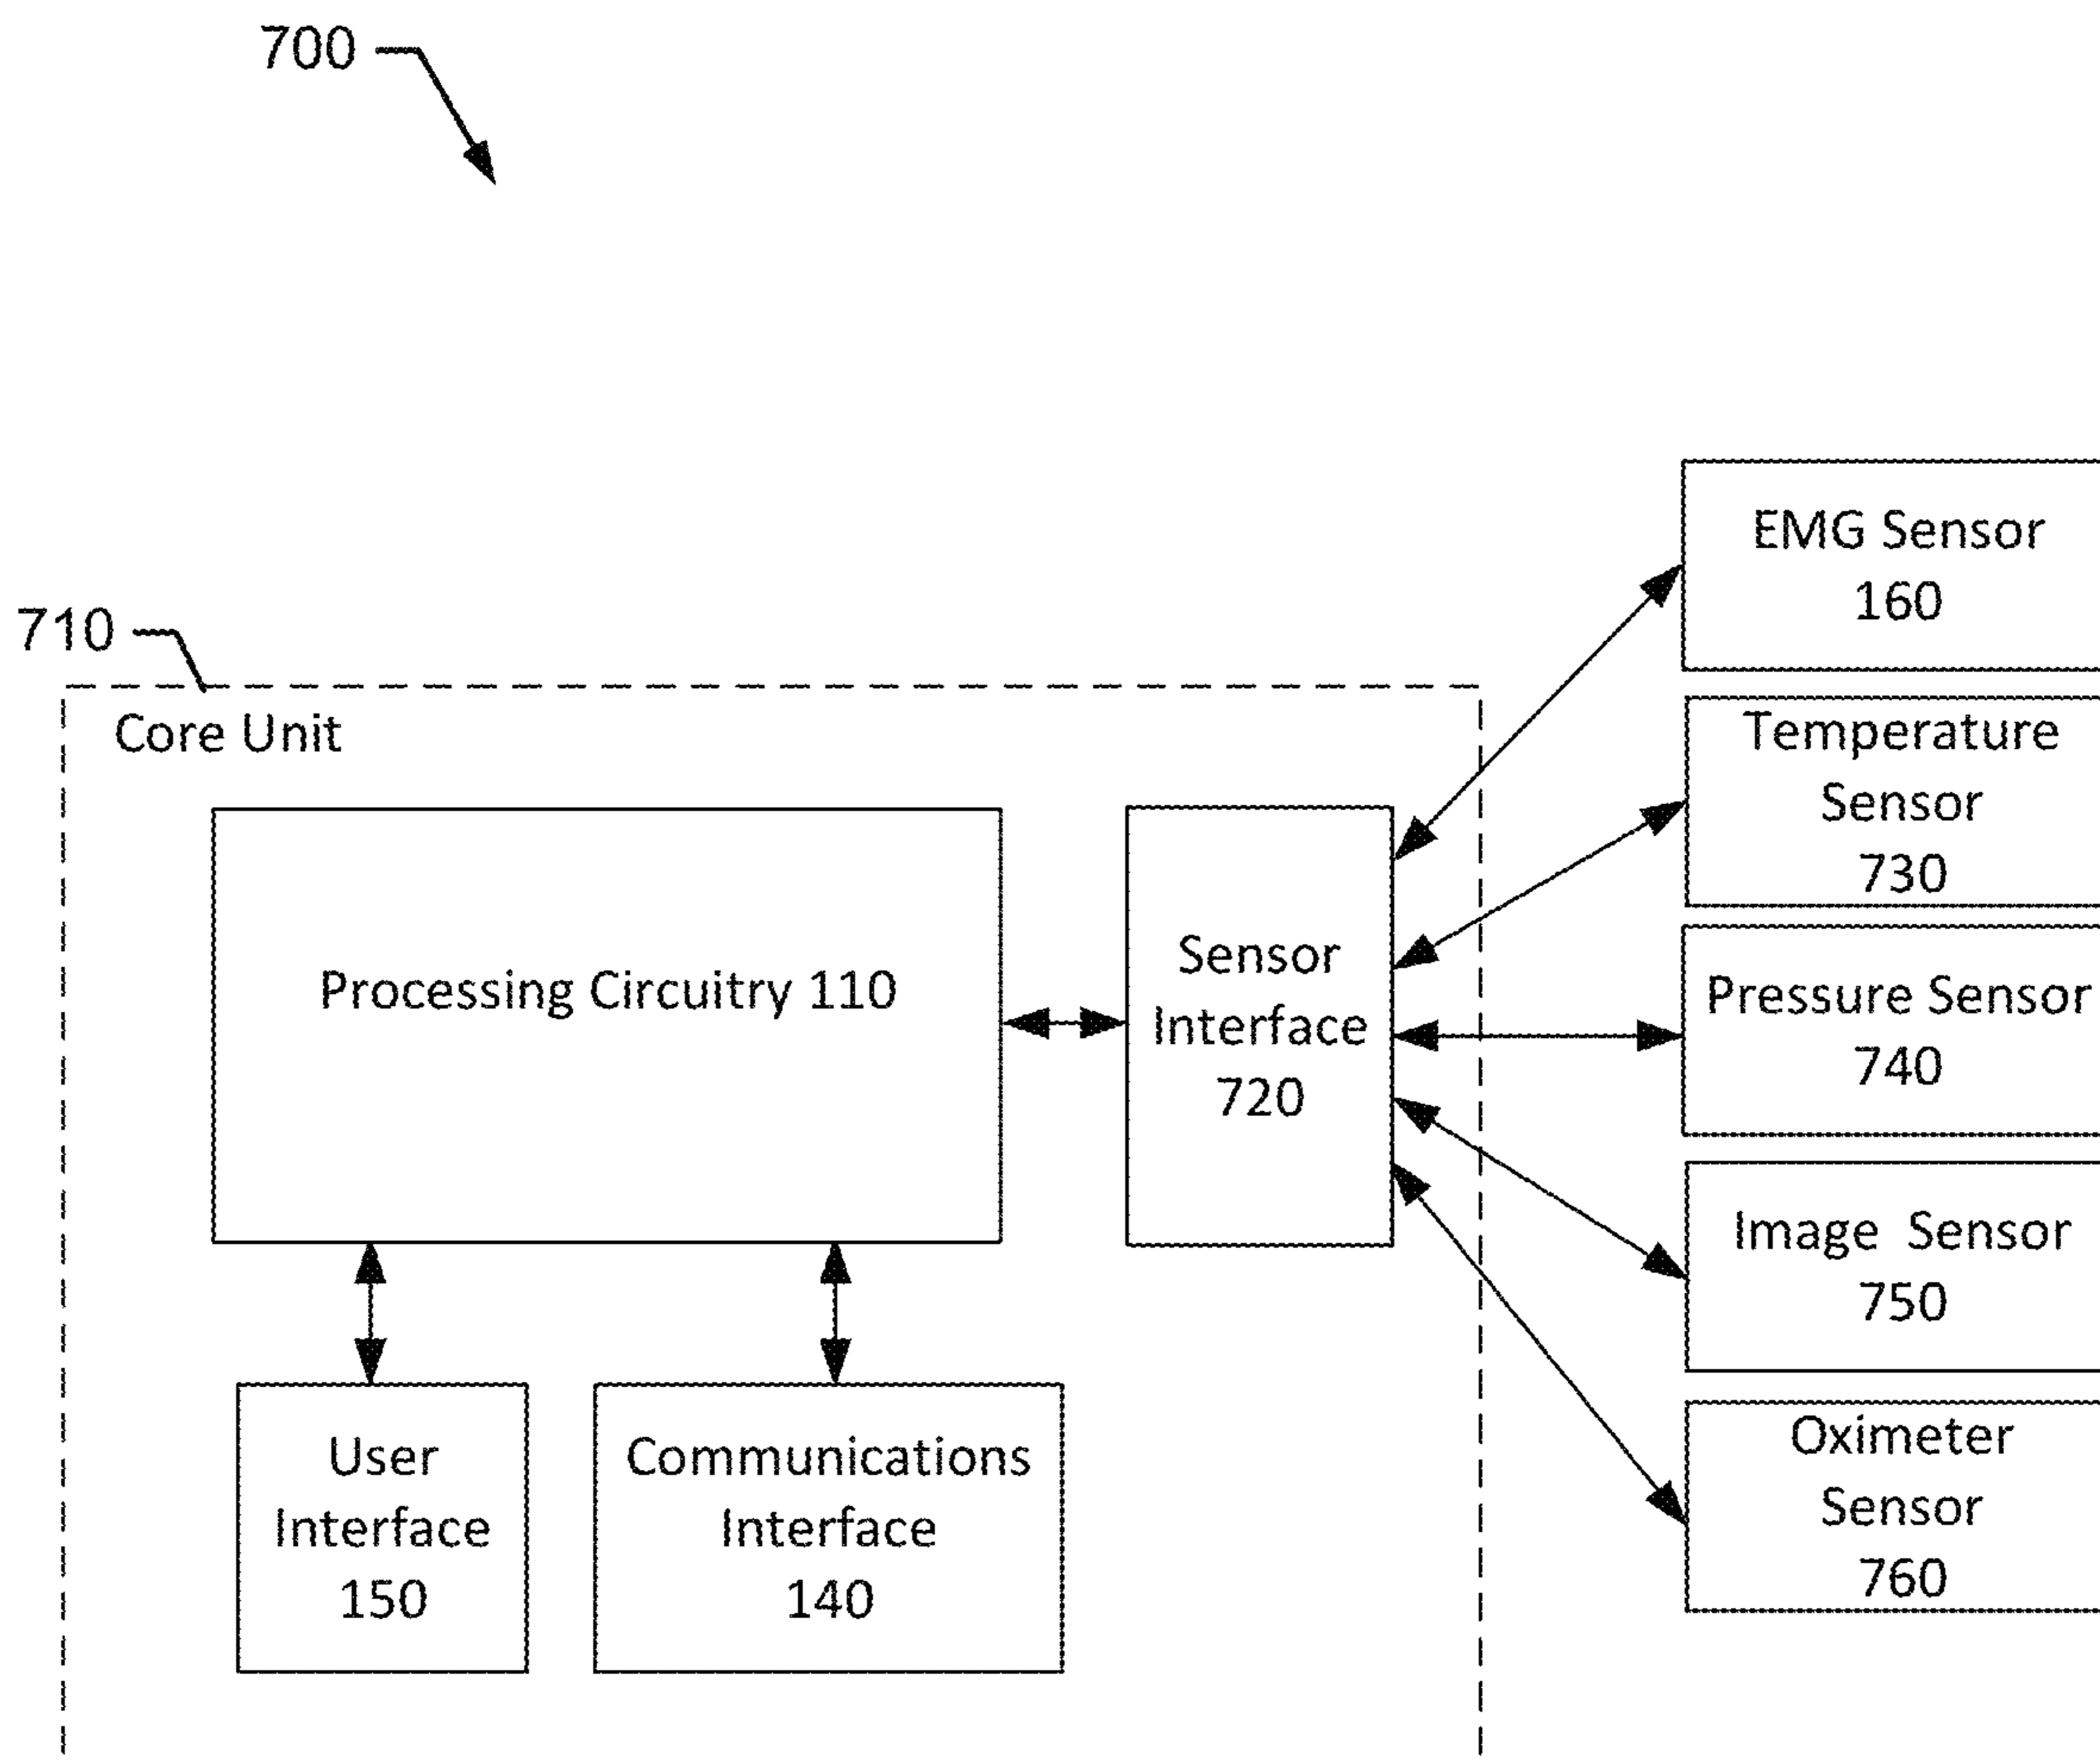 700
EMG Sensor
160
710
Core Unit
Temperature
Sensor
730
Processing Circuitry 110
Sensor
Interface
720
Pressure Sensor
740
Image  Sensor
750
User
Interface
150
Communications
Interface
140
Oximeter
Sensor
760